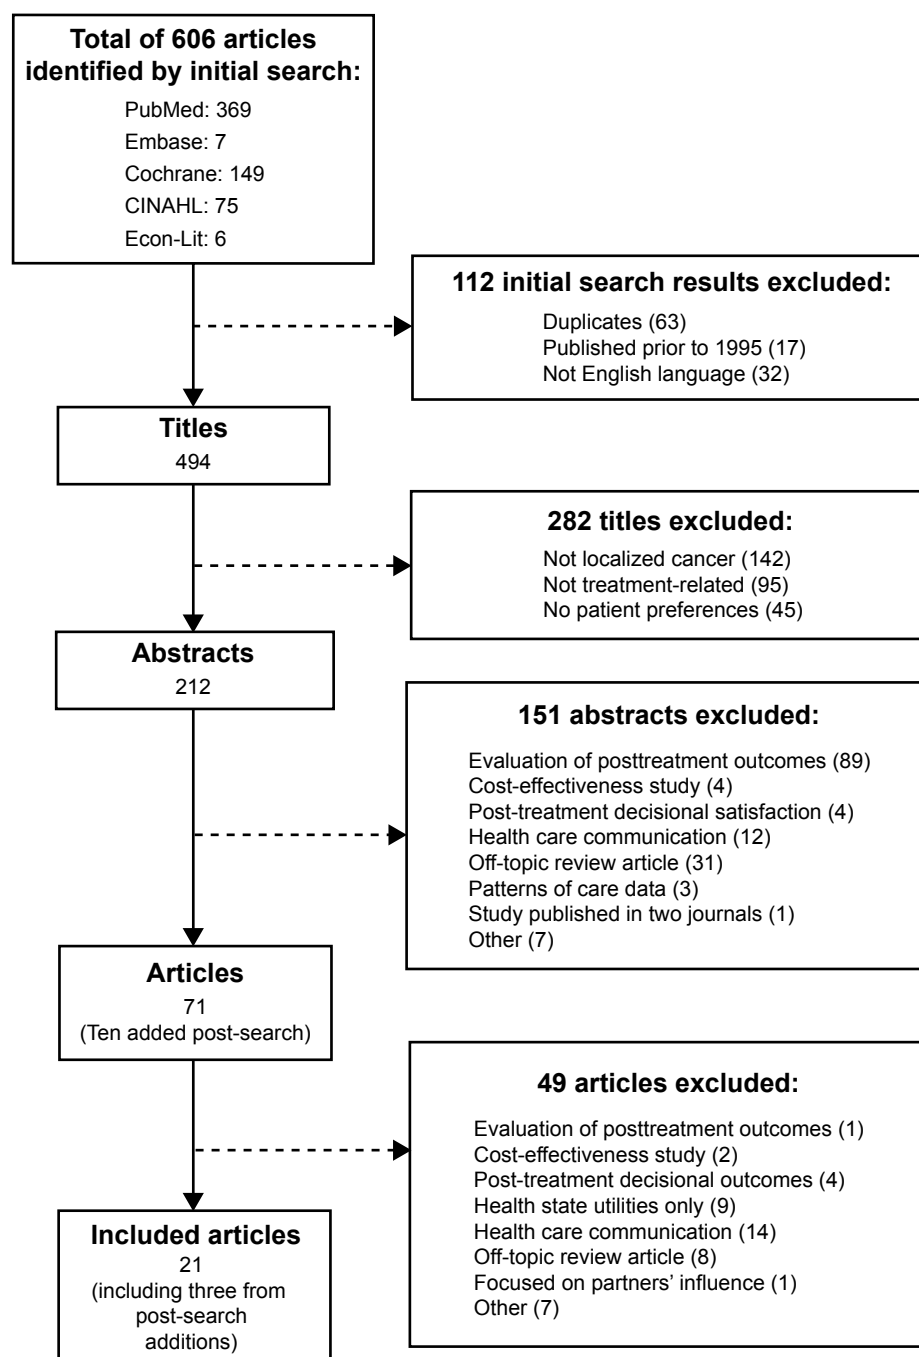 Total of 606 articles
identified by initial search:
PubMed: 369
Embase: 7
Cochrane: 149
CINAHL: 75
Econ-Lit: 6
112 initial search results excluded:
Duplicates (63)
Published prior to 1995 (17)
Not English language (32)
Titles
494
282 titles excluded:
Not localized cancer (142)
Not treatment-related (95)
No patient preferences (45)
Abstracts
212
151 abstracts excluded:
Evaluation of posttreatment outcomes (89)
Cost-effectiveness study (4)
Post-treatment decisional satisfaction (4)
Health care communication (12)
Off-topic review article (31)
Patterns of care data (3)
Study published in two journals (1)
Other (7)
Articles
71
(Ten added post-search)
49 articles excluded:
Evaluation of posttreatment outcomes (1)
Cost-effectiveness study (2)
Post-treatment decisional outcomes (4)
Health state utilities only (9)
Health care communication (14)
Off-topic review article (8)
Focused on partners’ influence (1)
Other (7)
Included articles
21
(including three from
post-search
additions)